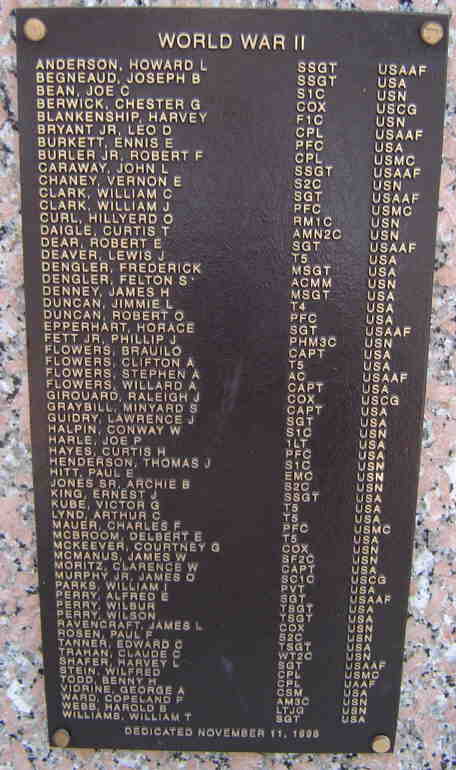 WORLD WAR II
ANDERSON, HOWARD L SSGT USAAF
BEGNEAUD, JOSEPH B SSGT USA
BEAN, JOE C S1C USN
BERWICK, CHESTER G COX USCG
BLANKENSHIP, HARVEY F1C USN
BRYANT JR, LEO D CPL USAAF
BURKETT, ENNIS E PFC USA
BURLER JR, ROBERT F CPL USMC
CARAWAY, JOHN L SSGT USAAF
CHANEY, VERNON E S2C USN
CLARK, WILLIAM C SGT USAAF
CLARK, WILLIAM J PFC USMC
CURL, HILLYERD O RM1C USN
DAIGLE, CURTIS T AMN2C USN
DEAR, ROBERT E SGT USAAF
DEAVER, LEWIS J T5 USA
DENGLER, FREDERICK MSGT USA
DENGLER, FELTON S ACMM USN
DENNEY, JAMES H MSGT USA
DUNCAN, JIMMIE L T4 USA
DUNCAN, ROBERT O PFC USA
EPPERHART, HORACE SGT USAAF
FETT JR, PHILLIP J PHM3C USN
FLOWERS, BRAUILO CAPT USA
FLOWERS, CLIFTON A T5 USA
FLOWERS, STEPHEN A AC USAAF
FLOWERS, WILLARD A CAPT USA
GIROUARD, RALEIGH J COX USCG
GRAYBILL, MINYARD S CAPT USA
GUIDRY, LAWRENCE J SGT USA
HALPIN, CONWAY W S1C USN
HARLE, JOE P 1LT USA
HAYES, CURTIS H PFC USA
HENDERSON, THOMAS J S1C USN
HITT, PAUL E EMC USN
JONES SR, ARCHIE B S2C USN
KING, ERNEST J SSGT USA
KUBE, VICTOR G T5 USA
LYND, ARTHUR C T5 USA
MAUER, CHARLES F PFC USMC
MCBROOM, DELBERT E T5 USA
MCKEEVER, COURTNEY G COX USN
MCMANUS, JAMES W SF2C USN
MORITZ, CLARENCE W CAPT USA
MURPHY JR, JAMES O SC1C USCG
PARKS, WILLIAM I PVT USA
PERRY, ALFRED E SGT USAAF
PERRY, WILBUR TSGT USA
PERRY, WILSON TSGT USA
RAVENCRAFT, JAMES L COX USN
ROSEN, PAUL F S2C USN
TANNER, EDWARD C TSGT USA
TRAHAN, CLAUDE C WT2C USN
SHAFER, HARVEY L SGT USAAF
STEIN, WILFRED CPL USMC
TODD, BENNY H CPL UAAF
VIDRINE, GEORGE A CSM USA
WARD, COPELAND P AM3C USN
WEBB, HAROLD B LTJG USN
WILLIAMS, WILLIAM T SGT USA
DEDICATED NOVEMBER 11, 1998